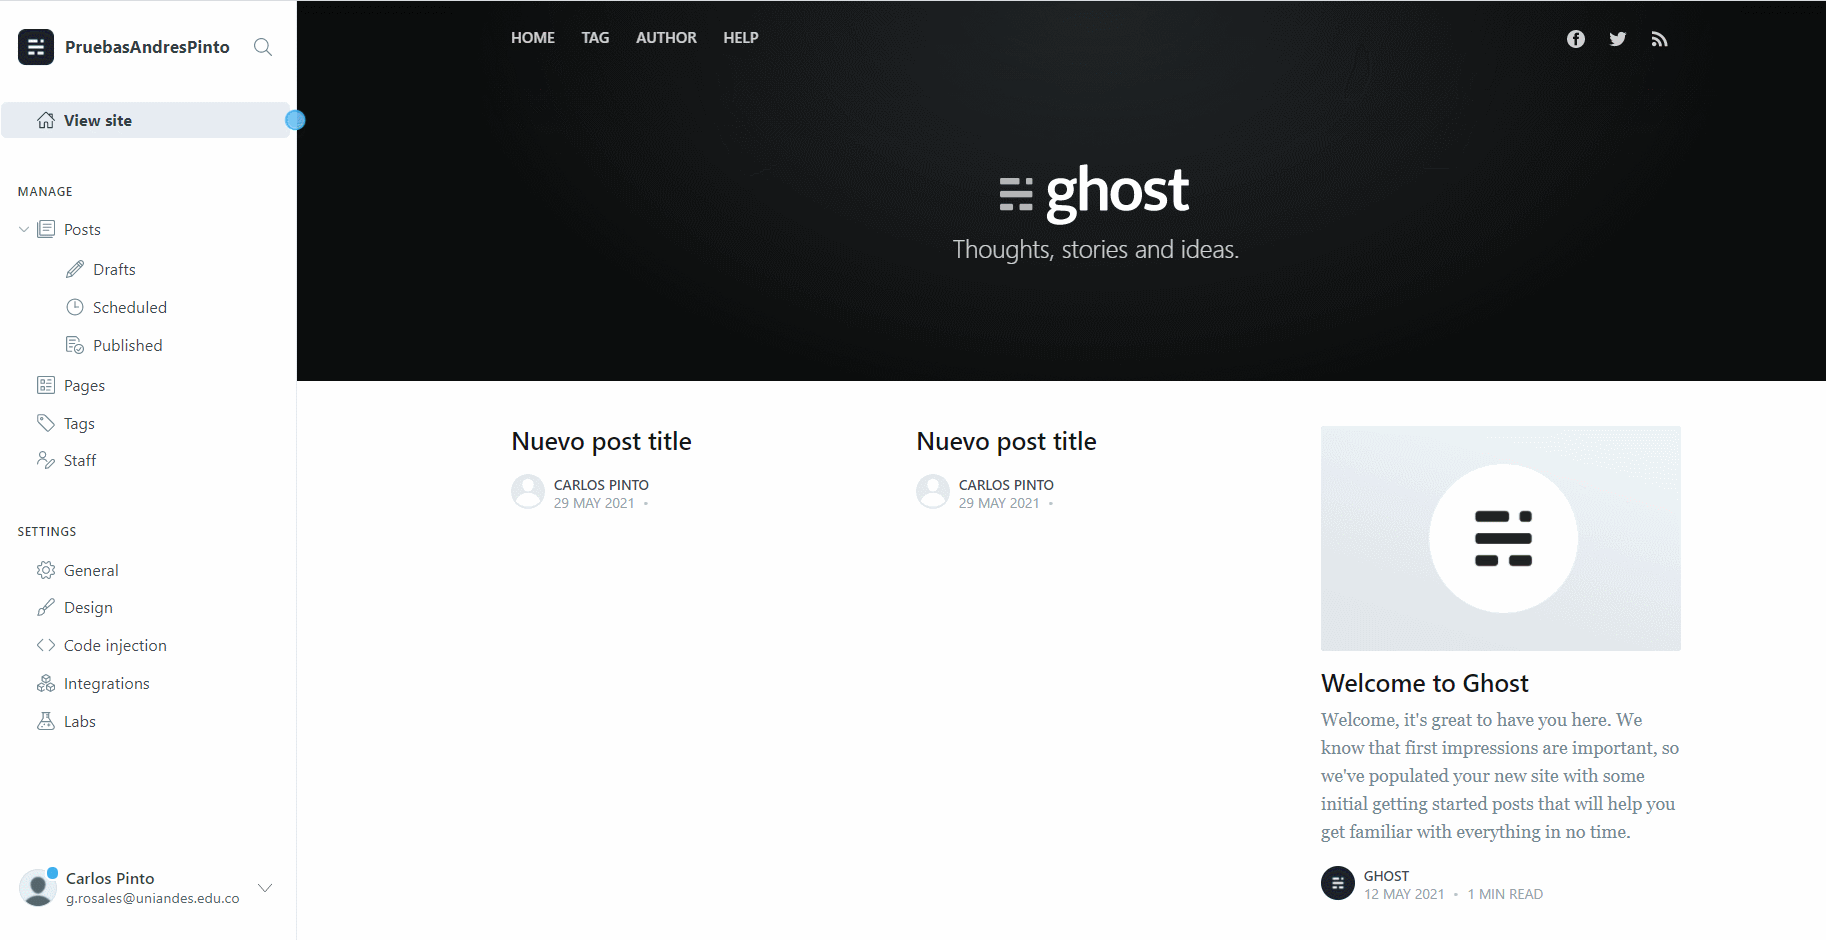 PruebasAndresPinto
View site
MANAGE
Posts
Drafts
Scheduled
Published
Pages
Tags
Staff
SETTINGS
General
Design
Code injection
Integrations
Labs
Carlos Pinto
g.rosales@uniandes.edu.co
HOME TAG AUTHOR HELP
ghost
Thoughts, stories and ideas.
Nuevo post title
CARLOS PINTO
29 MAY 2021 •
Nuevo post title
CARLOS PINTO
29 MAY 2021 •
Welcome to Ghost
Welcome, it's great to have you here. We
know that first impressions are important, so
we've populated your new site with some
initial getting started posts that will help you
get familiar with everything in no time.
GHOST
12 MAY 2021 • 1 MIN READ